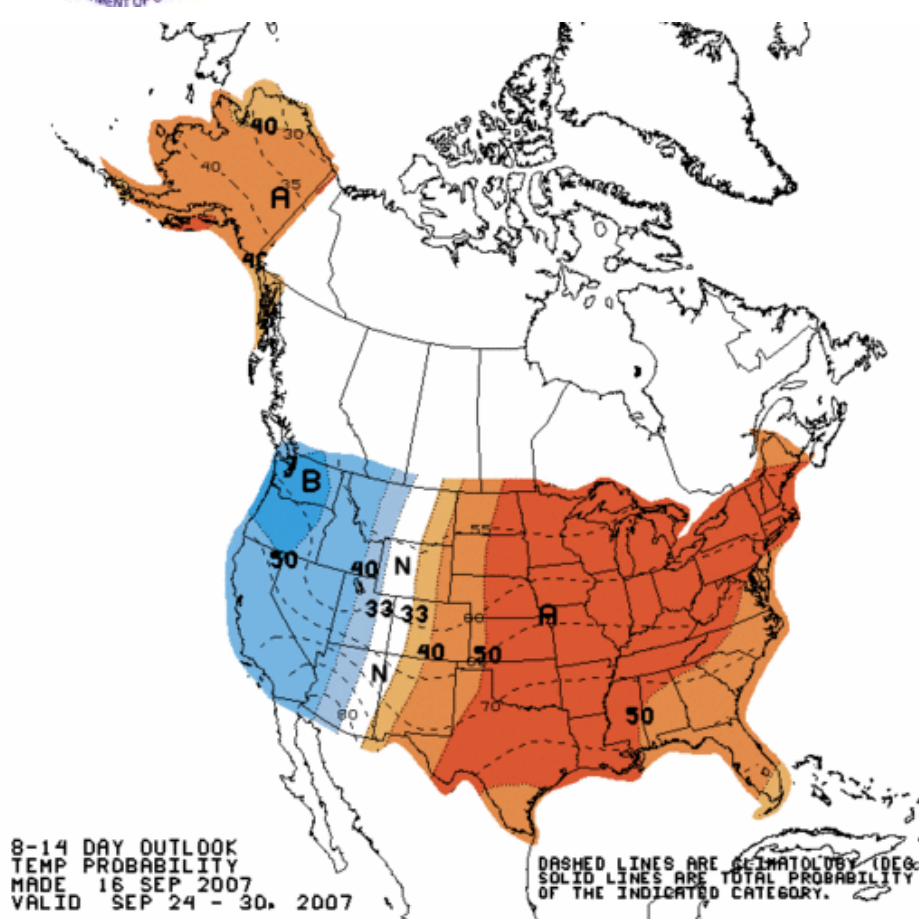 MENT OF
40
30
40
35
A
B
55
50
40
N
33
33
60
A
40
50
N
60
70
50
8-14 DAY OUTLOOK
TEMP PROBABILITY
MADE 16 SEP 2007
VALID SEP 24 - 30, 2007
DASHED LINES ARE CLIMATOLOGY (DEG
SOLID LINES ARE TOTAL PROBABILITY
OF THE INDICATED CATEGORY.